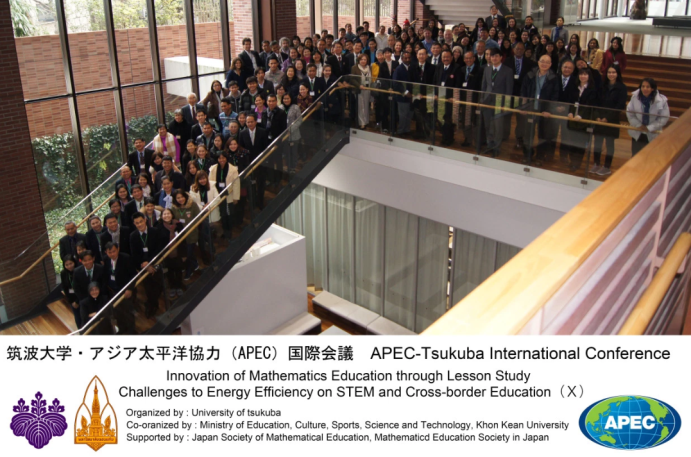 筑波大学・アジア太平洋協力（APEC）国際会議　APEC-Tsukuba International Conference
Innovation of Mathematics Education through Lesson Study
Challenges to Energy Efficiency on STEM and Cross-border Education（Ⅹ）
Organized by : University of tsukuba
Co-oranized by : Ministry of Education, Culture, Sports, Science and Technology, Khon Kean University
Supported by : Japan Society of Mathematical Education, Mathematicd Education Society in Japan
APEC